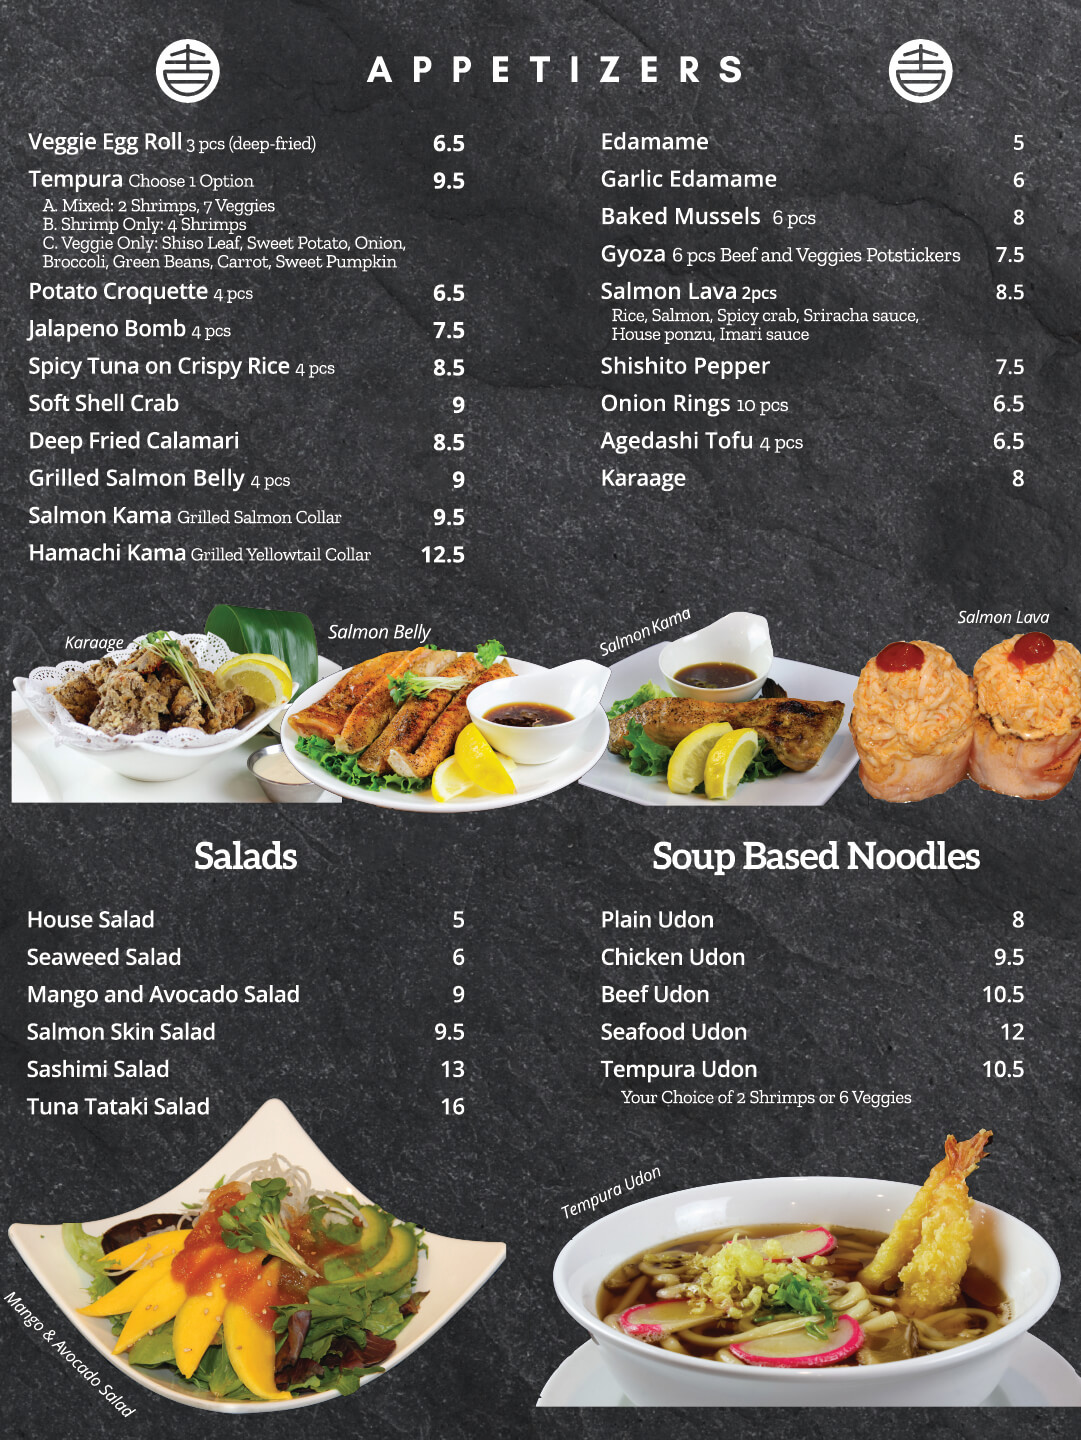 APPETIZERS
Veggie Egg Roll 3 pcs (deep-fried) 6.5
Tempura Choose 1 Option 9.5
A. Mixed: 2 Shrimps, 7 Veggies
B. Shrimp Only: 4 Shrimps
C. Veggie Only: Shiso Leaf, Sweet Potato, Onion,
Broccoli, Green Beans, Carrot, Sweet Pumpkin
Potato Croquette 4 pcs 6.5
Jalapeno Bomb 4 pcs 7.5
Spicy Tuna on Crispy Rice 4 pcs 8.5
Soft Shell Crab 9
Deep Fried Calamari 8.5
Grilled Salmon Belly 4 pcs 9
Salmon Kama Grilled Salmon Collar 9.5
Hamachi Kama Grilled Yellowtail Collar 12.5
Edamame 5
Garlic Edamame 6
Baked Mussels 6 pcs 8
Gyoza 6 pcs Beef and Veggies Potstickers 7.5
Salmon Lava 2pcs 8.5
Rice, Salmon, Spicy crab, Sriracha sauce,
House ponzu, Imari sauce
Shishito Pepper 7.5
Onion Rings 10 pcs 6.5
Agedashi Tofu 4 pcs 6.5
Karaage 8
Karaage
Salmon Belly
Salmon Kama
Salmon Lava
Salads
House Salad 5
Seaweed Salad 6
Mango and Avocado Salad 9
Salmon Skin Salad 9.5
Sashimi Salad 13
Tuna Tataki Salad 16
Mango & Avocado Salad
Soup Based Noodles
Plain Udon 8
Chicken Udon 9.5
Beef Udon 10.5
Seafood Udon 12
Tempura Udon 10.5
Your Choice of 2 Shrimps or 6 Veggies
Tempura Udon